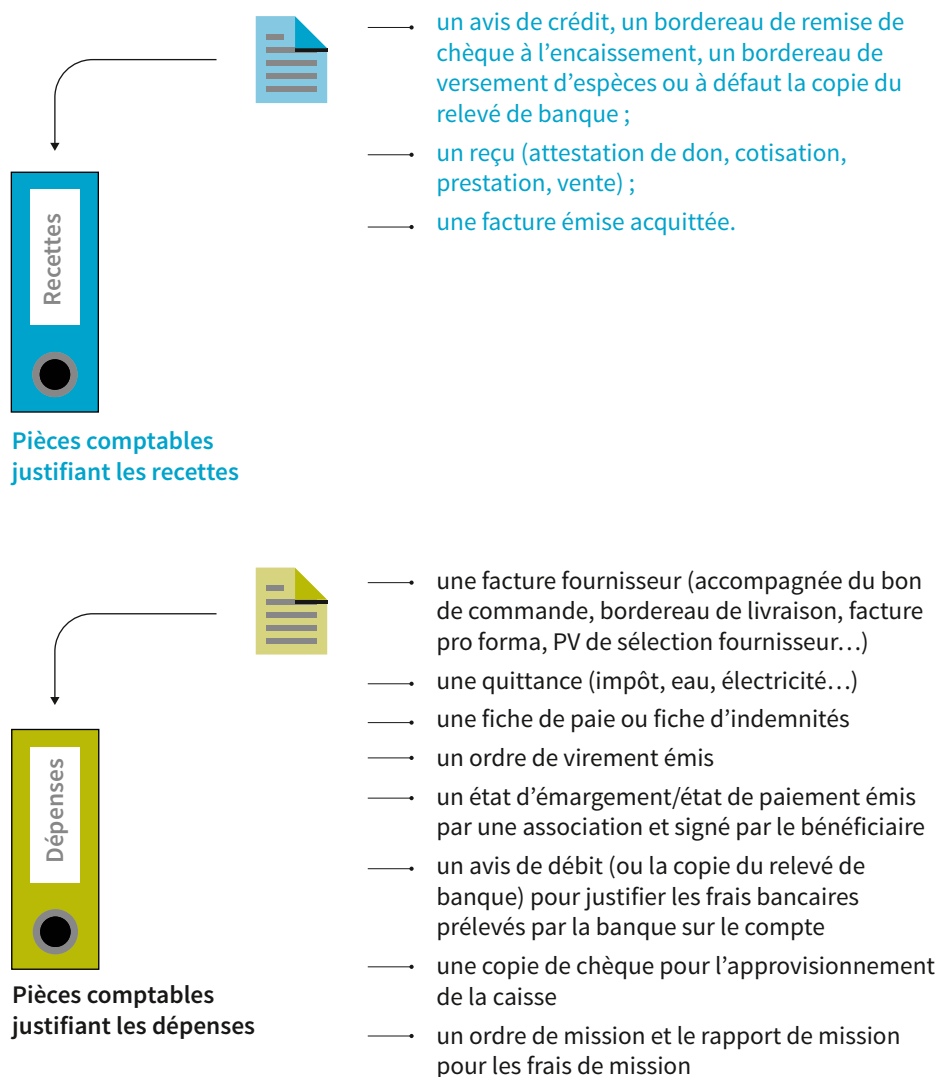 un avis de crédit, un bordereau de remise de
chèque à l’encaissement, un bordereau de
versement d’espèces ou à défaut la copie du
relevé de banque ;
un reçu (attestation de don, cotisation,
prestation, vente) ;
une facture émise acquittée.
Recettes
Pièces comptables
justifiant les recettes
une facture fournisseur (accompagnée du bon
de commande, bordereau de livraison, facture
pro forma, PV de sélection fournisseur…)
une quittance (impôt, eau, électricité…)
une fiche de paie ou fiche d’indemnités
un ordre de virement émis
un état d’émargement/état de paiement émis
par une association et signé par le bénéficiaire
un avis de débit (ou la copie du relevé de
banque) pour justifier les frais bancaires
prélevés par la banque sur le compte
une copie de chèque pour l’approvisionnement
de la caisse
un ordre de mission et le rapport de mission
pour les frais de mission
Dépenses
Pièces comptables
justifiant les dépenses